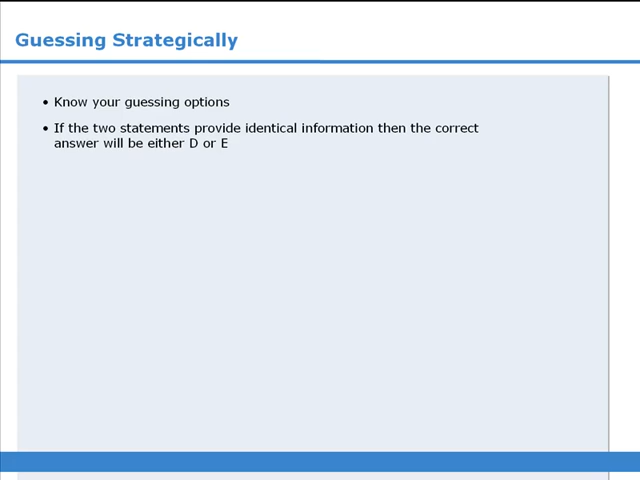 Guessing Strategically
• Know your guessing options
• If the two statements provide identical information then the correct
answer will be either D or E